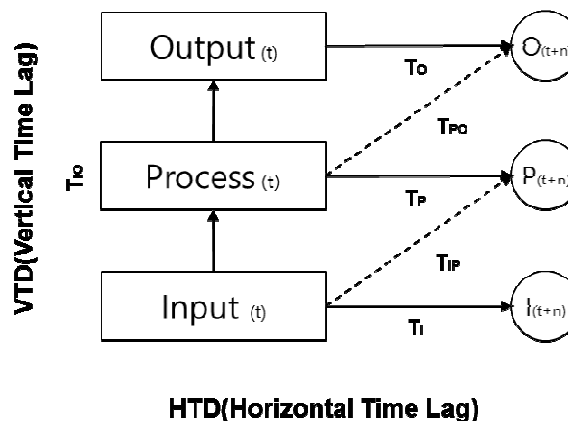 Output (t)
To
O(t+n)
TPO
VTD(Vertical Time Lag)
TIO
Process (t)
TP
P(t+n)
TIP
Input (t)
TI
I(t+n)
HTD(Horizontal Time Lag)